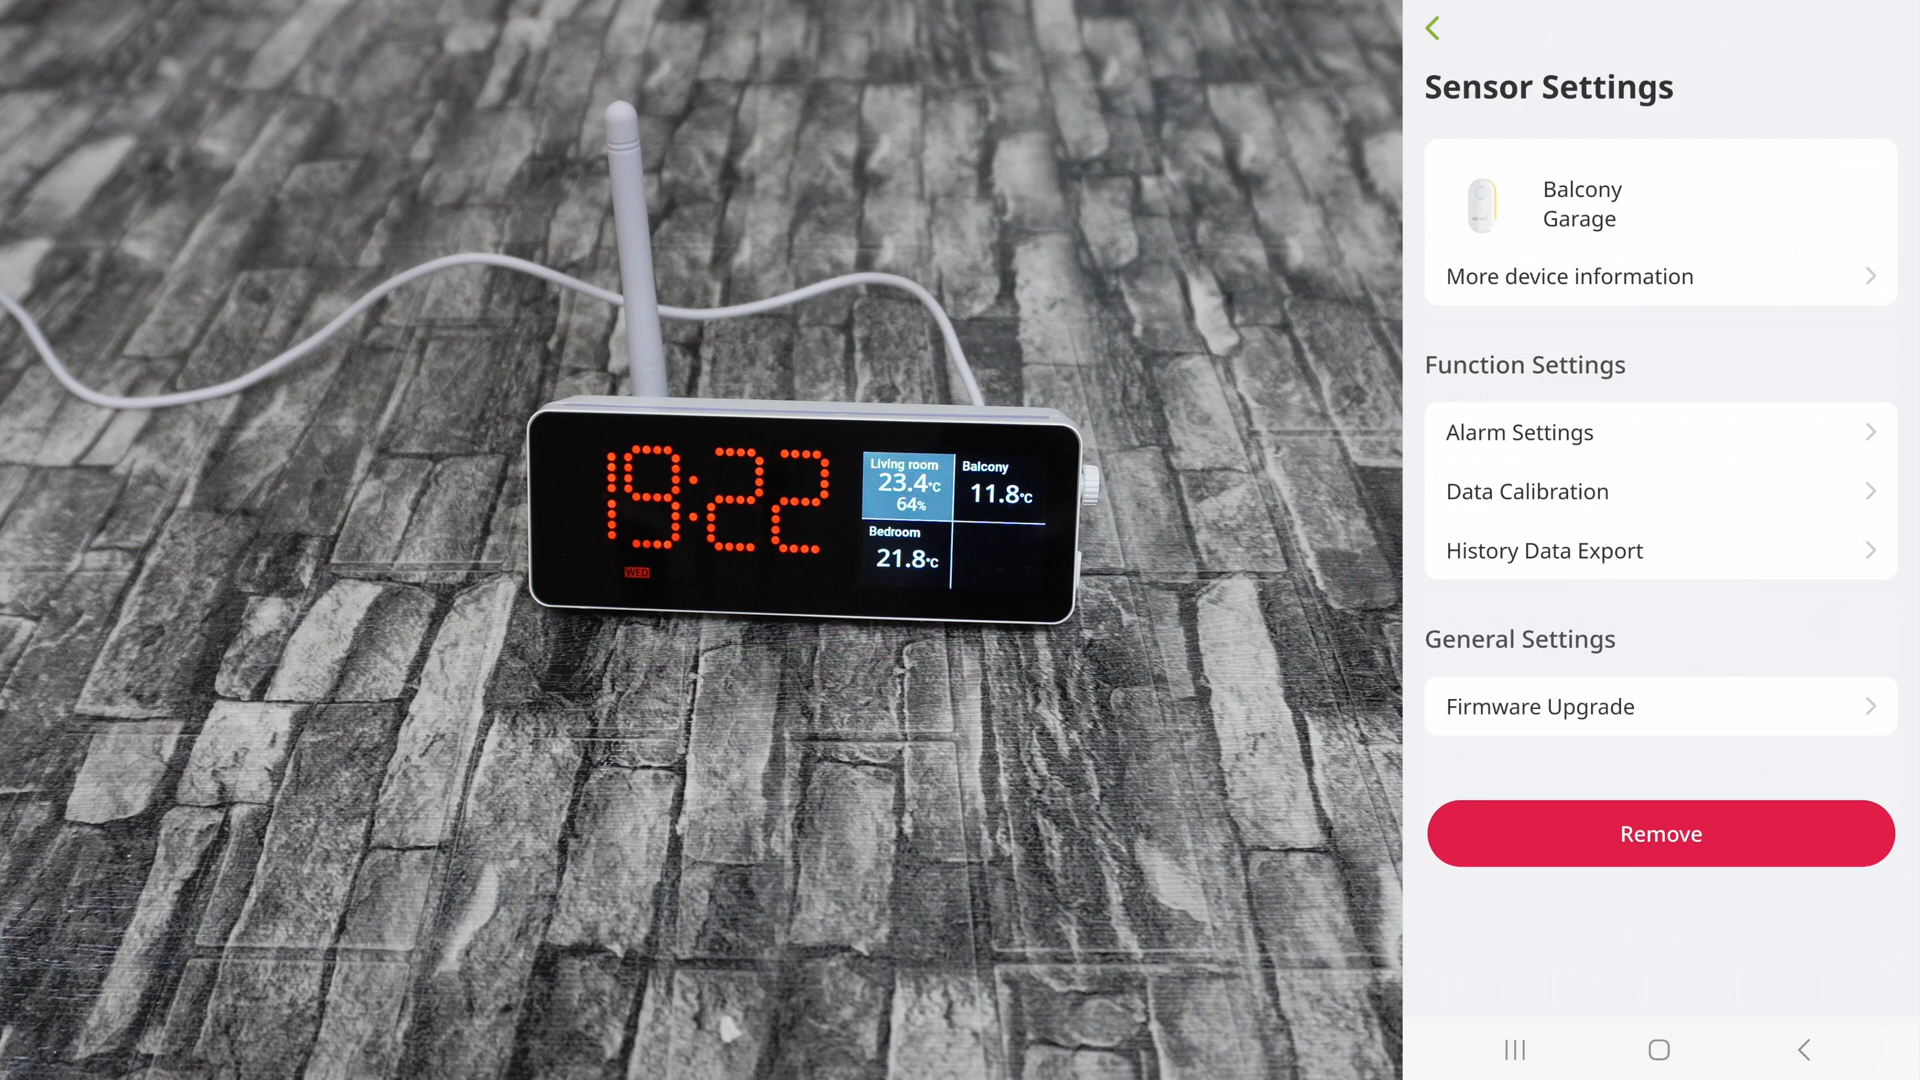 19:22
WED
Living room
23.4°C
64%
Balcony
11.8°C
Bedroom
21.8°C
Sensor Settings
Balcony
Garage
More device information
Function Settings
Alarm Settings
Data Calibration
History Data Export
General Settings
Firmware Upgrade
Remove